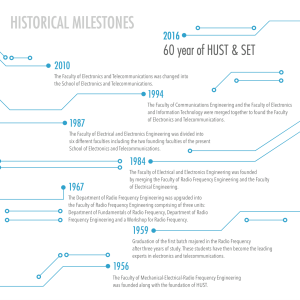 HISTORICAL MILESTONES
2016
60 year of HUST & SET
2010
The Faculty of Electronics and Telecommunications was changed into
the School of Electronics and Telecommunications.
1994
The Faculty of Communications Engineering and the Faculty of Electronics
and Information Technology were merged together to found the Faculty
of Electronics and Telecommunications.
1987
The Faculty of Electrical and Electronics Engineering was divided into
six different faculties including the two founding faculties of the present
School of Electronics and Telecommunications.
1984
The Faculty of Electrical and Electronics Engineering was founded
by merging the Faculty of Radio Frequency Engineering and the Faculty
of Electrical Engineering.
1967
The Department of Radio Frequency Engineering was upgraded into
the Faculty of Radio Frequency Engineering comprising of three units:
Department of Fundamentals of Radio Frequency, Department of Radio
Frequency Engineering and a Workshop for Radio Frequency.
1959
Graduation of the first batch majored in the Radio Frequency
after three years of study. These students have then become the leading
experts in electronics and telecommunications.
1956
The Faculty of Mechanical-Electrical-Radio Frequency Engineering
was founded along with the foundation of HUST.